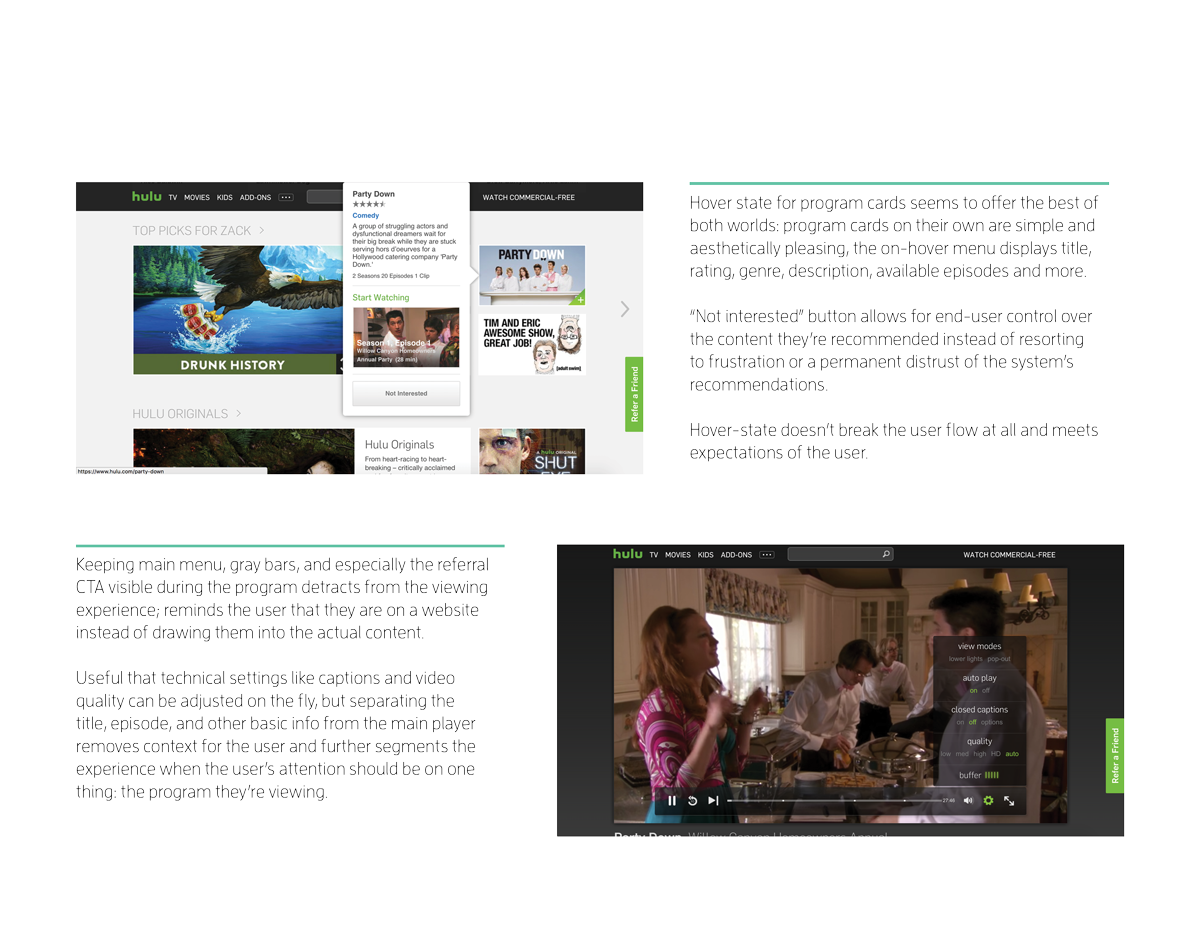 hulu TV MOVIES KIDS ADD-ONS WATCH COMMERCIAL-FREE
TOP PICKS FOR ZACK
DRUNK HISTORY
Party Down
Comedy
A group of struggling actors and
dysfunctional dreamers wait for
their big break while they are stuck
serving hors d'oeurves for a
Hollywood catering company 'Party
Down.'
2 Seasons 20 Episodes 1 Clip
Start Watching
Season 1, Episode 1
Willow Canyon Homeowners
Annual Party (28 min)
Not Interested
PARTY DOWN
TIM AND ERIC
AWESOME SHOW,
GREAT JOB!
[adult swim]
Refer a Friend
HULU ORIGINALS
Hulu Originals
From heart-racing to heart-
breaking – critically acclaimed
A hulu ORIGINAL
SHUT
EYE
https://www.hulu.com/party-down
Hover state for program cards seems to offer the best of
both worlds: program cards on their own are simple and
aesthetically pleasing, the on-hover menu displays title,
rating, genre, description, available episodes and more.
“Not interested” button allows for end-user control over
the content they’re recommended instead of resorting
to frustration or a permanent distrust of the system’s
recommendations.
Hover-state doesn’t break the user flow at all and meets
expectations of the user.
Keeping main menu, gray bars, and especially the referral
CTA visible during the program detracts from the viewing
experience; reminds the user that they are on a website
instead of drawing them into the actual content.
Useful that technical settings like captions and video
quality can be adjusted on the fly, but separating the
title, episode, and other basic info from the main player
removes context for the user and further segments the
experience when the user’s attention should be on one
thing: the program they’re viewing.
hulu TV MOVIES KIDS ADD-ONS WATCH COMMERCIAL-FREE
view modes
lower lights pop-out
auto play
on off
closed captions
on off options
quality
low med high HD auto
buffer
27:46
Refer a Friend
Party Down Willow Canyon Homeowners Annual